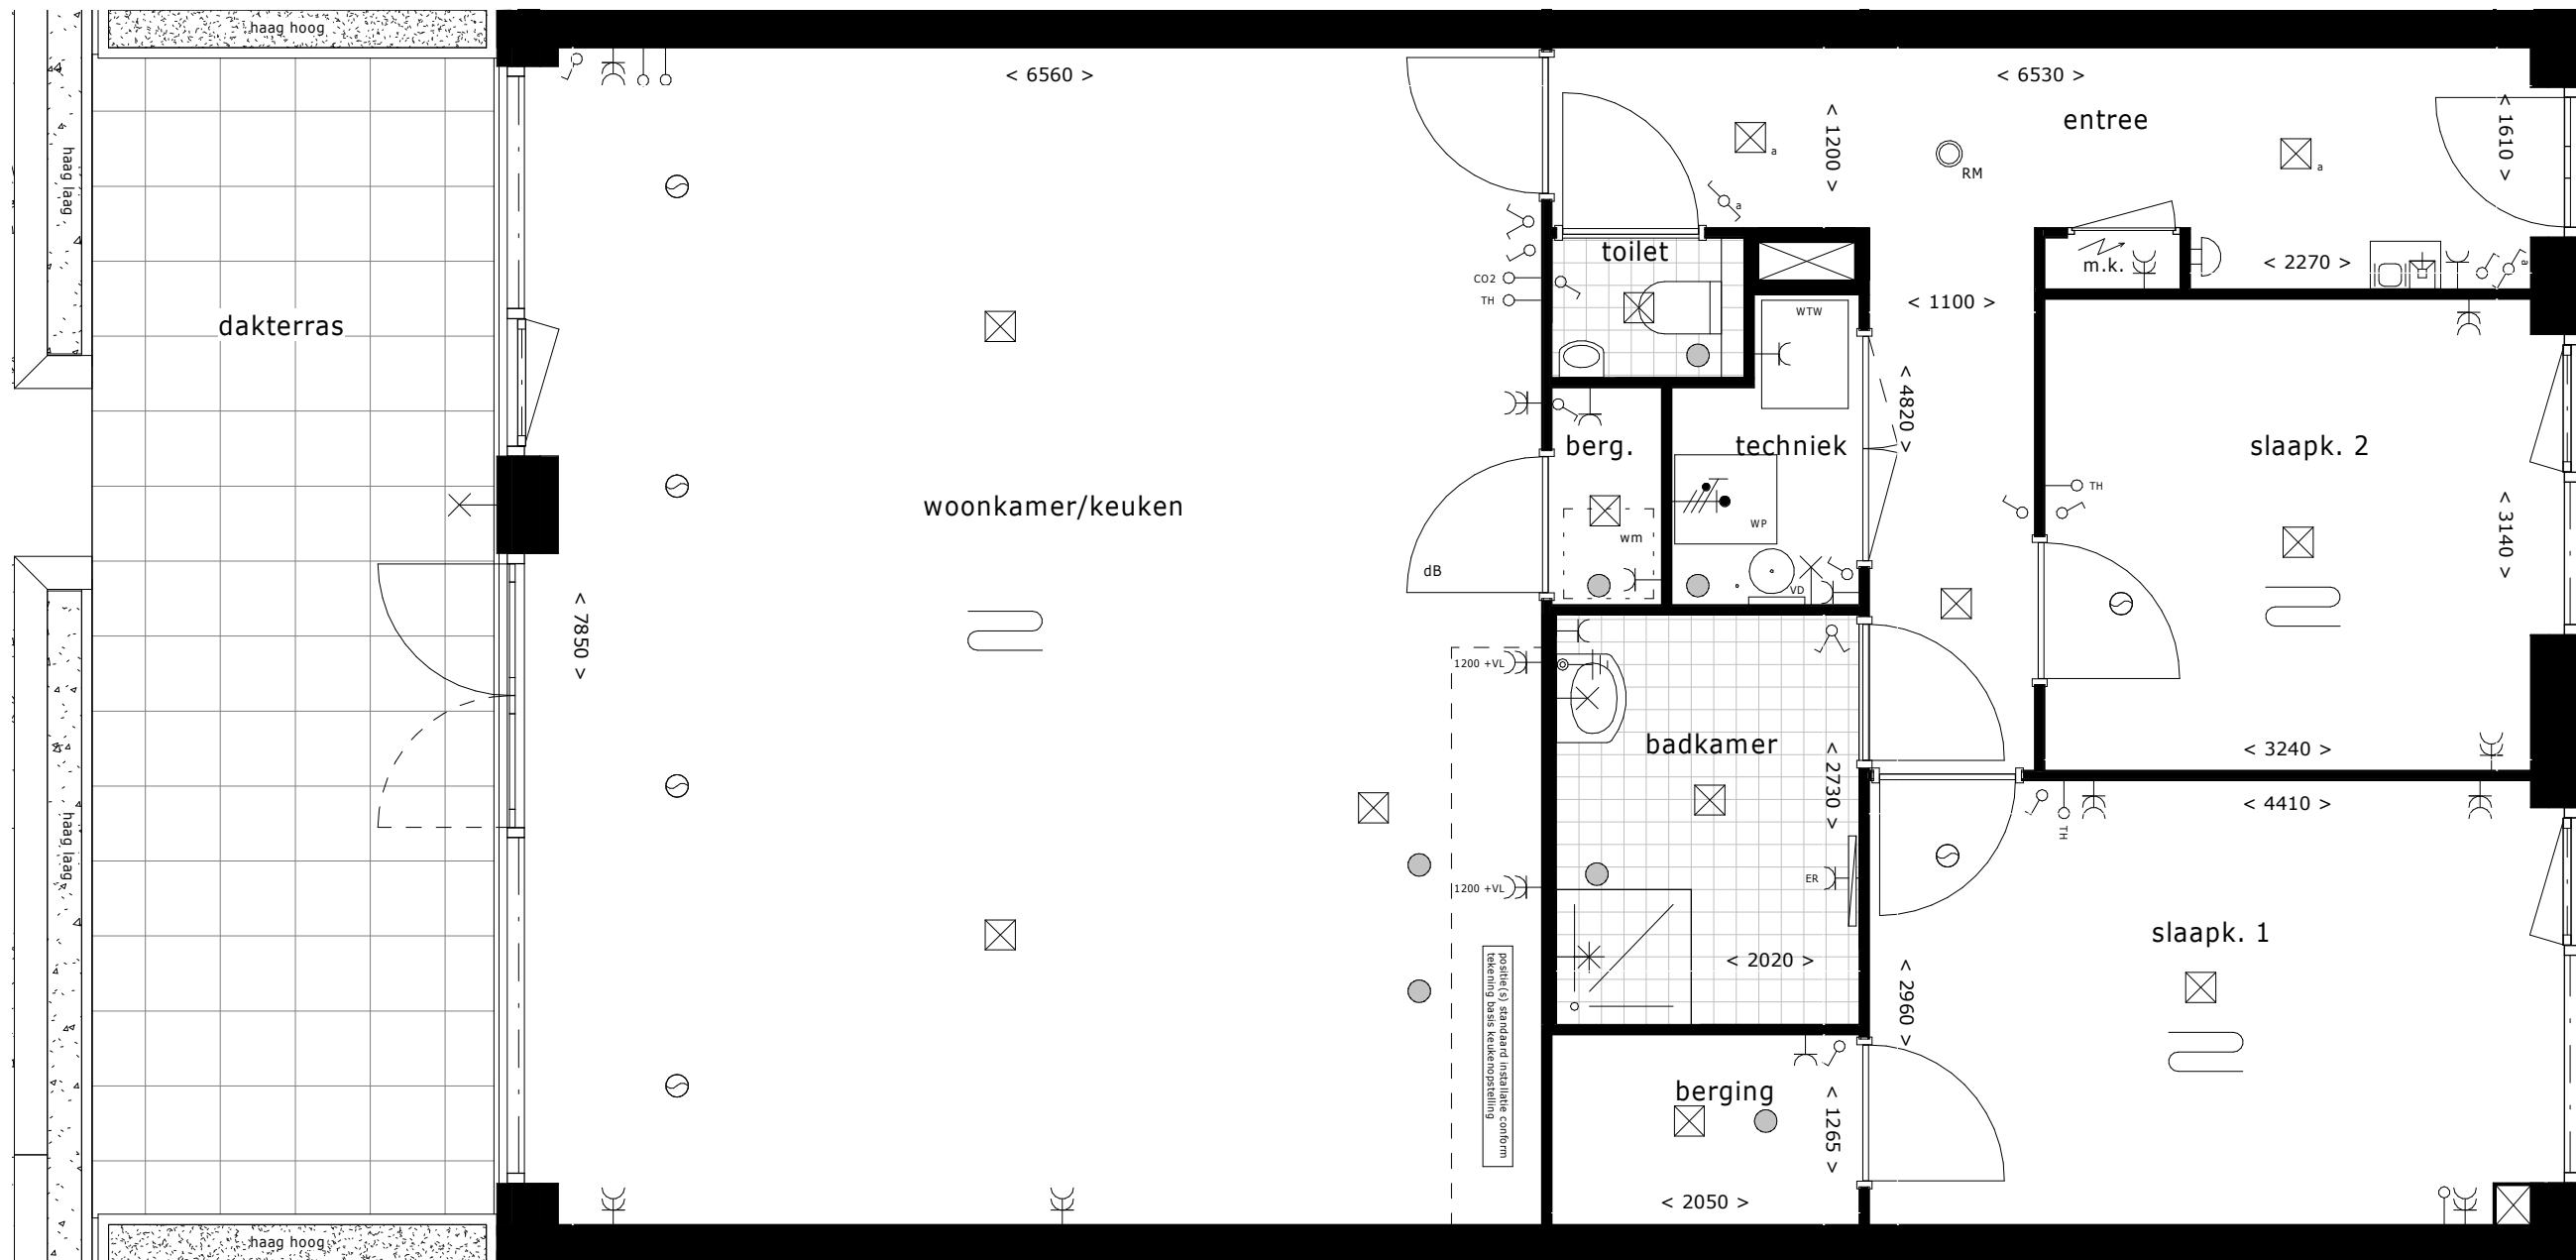 haag hoog
< 6560 >
< 6530 >
entree
< 1200 >
< 1610 >
a
a
RM
a
haag laag
toilet
m.k.
< 2270 >
a
CO2
TH
WTW
< 1100 >
dakterras
< 4820 >
berg.
techniek
slaapk. 2
TH
woonkamer/keuken
WP
wm
< 3140 >
dB
VD
< 7850 >
1200 +VL
badkamer
< 2730 >
< 3240 >
< 4410 >
TH
haag laag
ER
1200 +VL
slaapk. 1
< 2020 >
< 2960 >
positie(s) standaard installatie conform
tekening basis keukenopstelling
berging
< 1265 >
< 2050 >
haag hoog